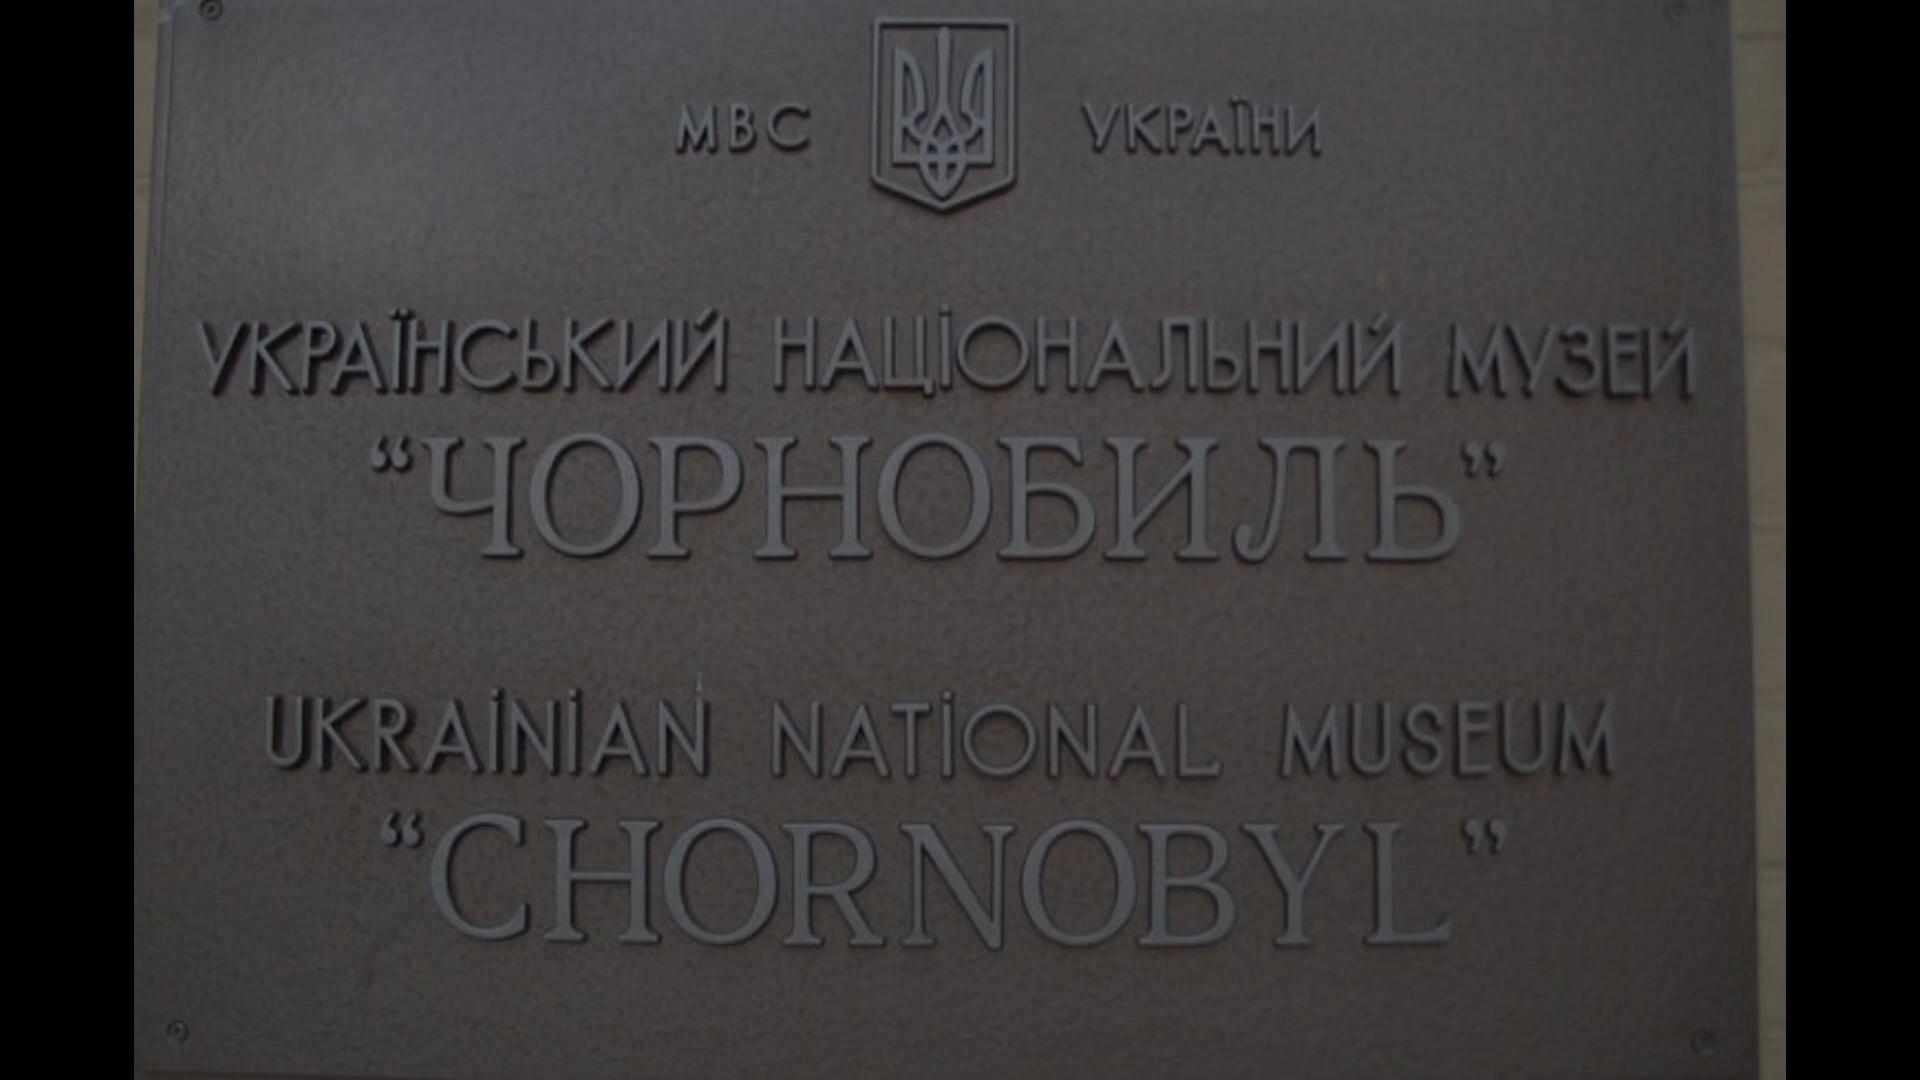 МВС УКРАЇНИ
УКРАЇНСЬКИЙ НАЦІОНАЛЬНИЙ МУЗЕЙ
“ЧОРНОБИЛЬ”
UKRAINIAN NATIONAL MUSEUM
“CHORNOBYL”